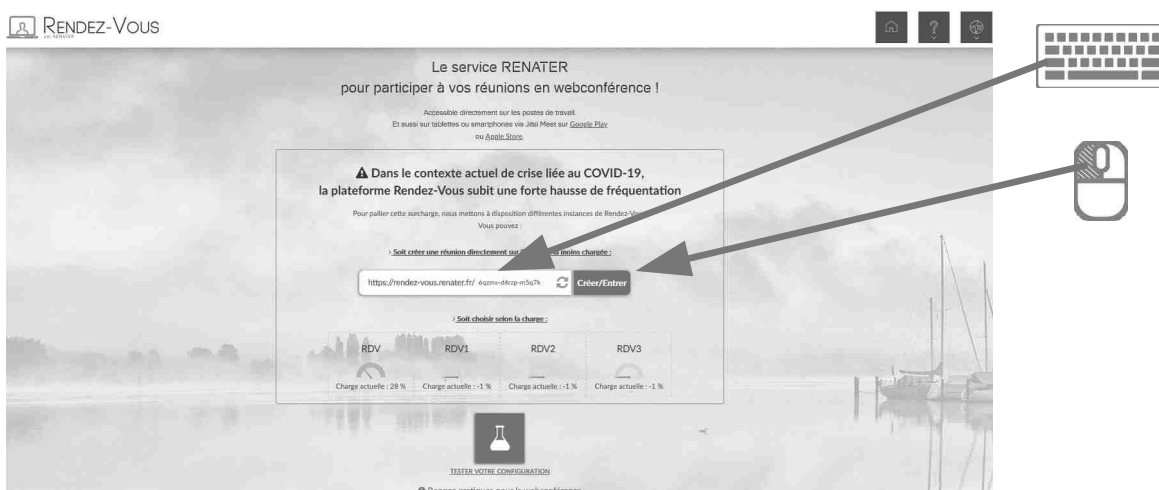 RENDEZ-VOUS
par RENATER
Le service RENATER
pour participer à vos réunions en webconférence !
Accessible directement sur les postes de travail.
Et aussi sur tablettes ou smartphones via Jitsi Meet sur Google Play
ou Apple Store.
Dans le contexte actuel de crise liée au COVID-19,
la plateforme Rendez-Vous subit une forte hausse de fréquentation
Pour pallier cette surcharge, nous mettons à disposition différentes instances de Rendez-Vous
Vous pouvez :
> Soit créer une réunion directement sur la moins chargée :
https://rendez-vous.renater.fr/ 6qzmx-d4rzp-m5q7k Créer/Entrer
> Soit choisir selon la charge :
RDV RDV1 RDV2 RDV3
Charge actuelle : 28 % Charge actuelle : -1 % Charge actuelle : -1 % Charge actuelle : -1 %
TESTER VOTRE CONFIGURATION